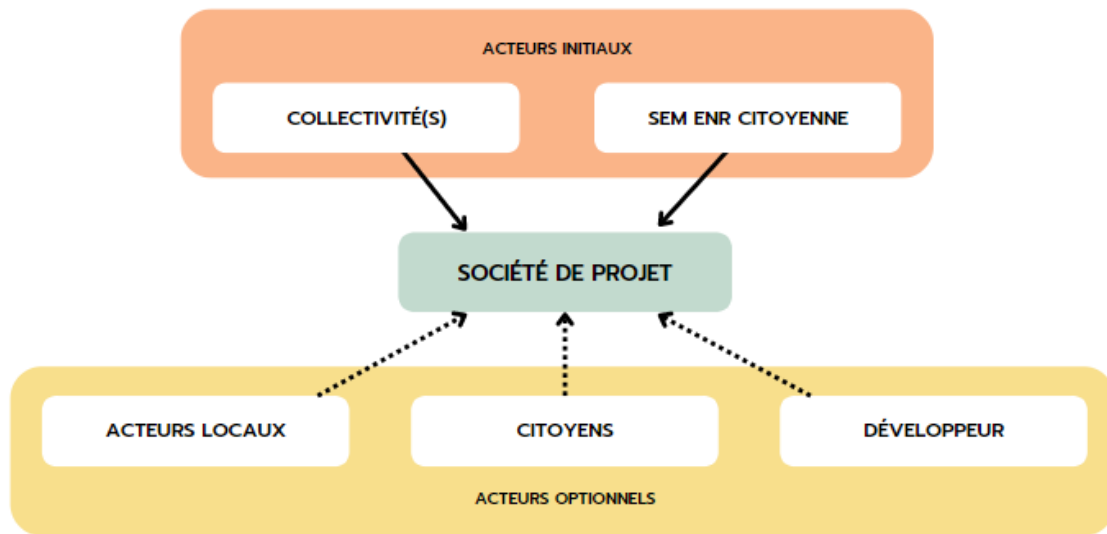 ACTEURS INITIAUX
COLLECTIVITÉ(S)
SEM ENR CITOYENNE
SOCIÉTÉ DE PROJET
ACTEURS LOCAUX
CITOYENS
DÉVELOPPEUR
ACTEURS OPTIONNELS